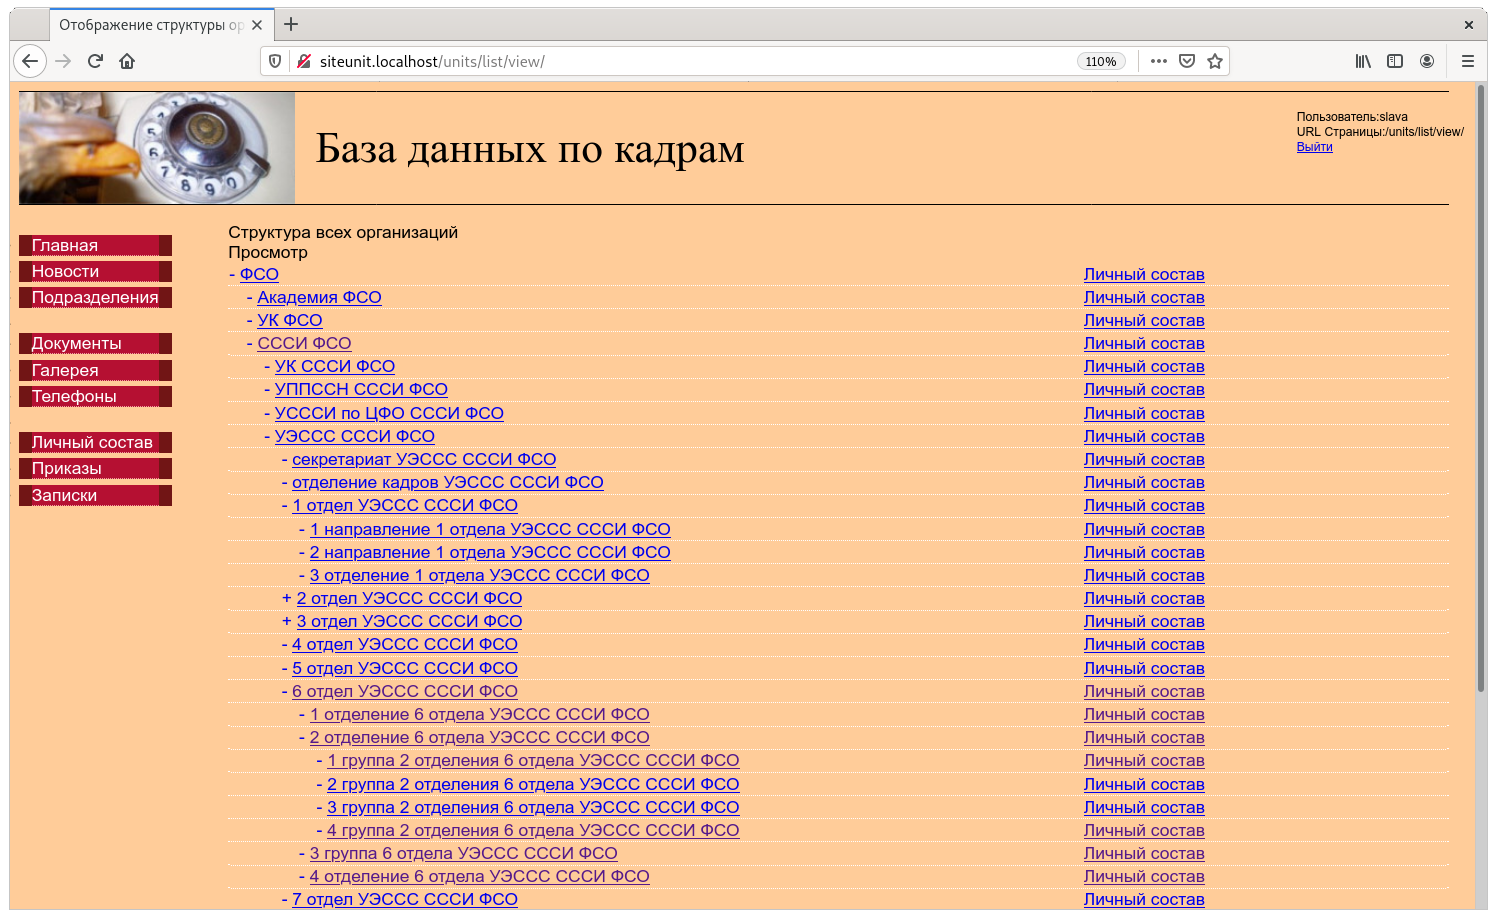 Отображение структуры ор
siteunit.localhost/units/list/view/
110%
База данных по кадрам
Пользователь:slava
URL Страницы:/units/list/view/
Выйти
Главная
Новости
Подразделения
Документы
Галерея
Телефоны
Личный состав
Приказы
Записки
Структура всех организаций
Просмотр
- ФСО Личный состав
- Академия ФСО Личный состав
- УК ФСО Личный состав
- СССИ ФСО Личный состав
- УК СССИ ФСО Личный состав
- УППССН СССИ ФСО Личный состав
- УСССИ по ЦФО СССИ ФСО Личный состав
- УЭССС СССИ ФСО Личный состав
- секретариат УЭССС СССИ ФСО Личный состав
- отделение кадров УЭССС СССИ ФСО Личный состав
- 1 отдел УЭССС СССИ ФСО Личный состав
- 1 направление 1 отдела УЭССС СССИ ФСО Личный состав
- 2 направление 1 отдела УЭССС СССИ ФСО Личный состав
- 3 отделение 1 отдела УЭССС СССИ ФСО Личный состав
+ 2 отдел УЭССС СССИ ФСО Личный состав
+ 3 отдел УЭССС СССИ ФСО Личный состав
- 4 отдел УЭССС СССИ ФСО Личный состав
- 5 отдел УЭССС СССИ ФСО Личный состав
- 6 отдел УЭССС СССИ ФСО Личный состав
- 1 отделение 6 отдела УЭССС СССИ ФСО Личный состав
- 2 отделение 6 отдела УЭССС СССИ ФСО Личный состав
- 1 группа 2 отделения 6 отдела УЭССС СССИ ФСО Личный состав
- 2 группа 2 отделения 6 отдела УЭССС СССИ ФСО Личный состав
- 3 группа 2 отделения 6 отдела УЭССС СССИ ФСО Личный состав
- 4 группа 2 отделения 6 отдела УЭССС СССИ ФСО Личный состав
- 3 группа 6 отдела УЭССС СССИ ФСО Личный состав
- 4 отделение 6 отдела УЭССС СССИ ФСО Личный состав
- 7 отдел УЭССС СССИ ФСО Личный состав